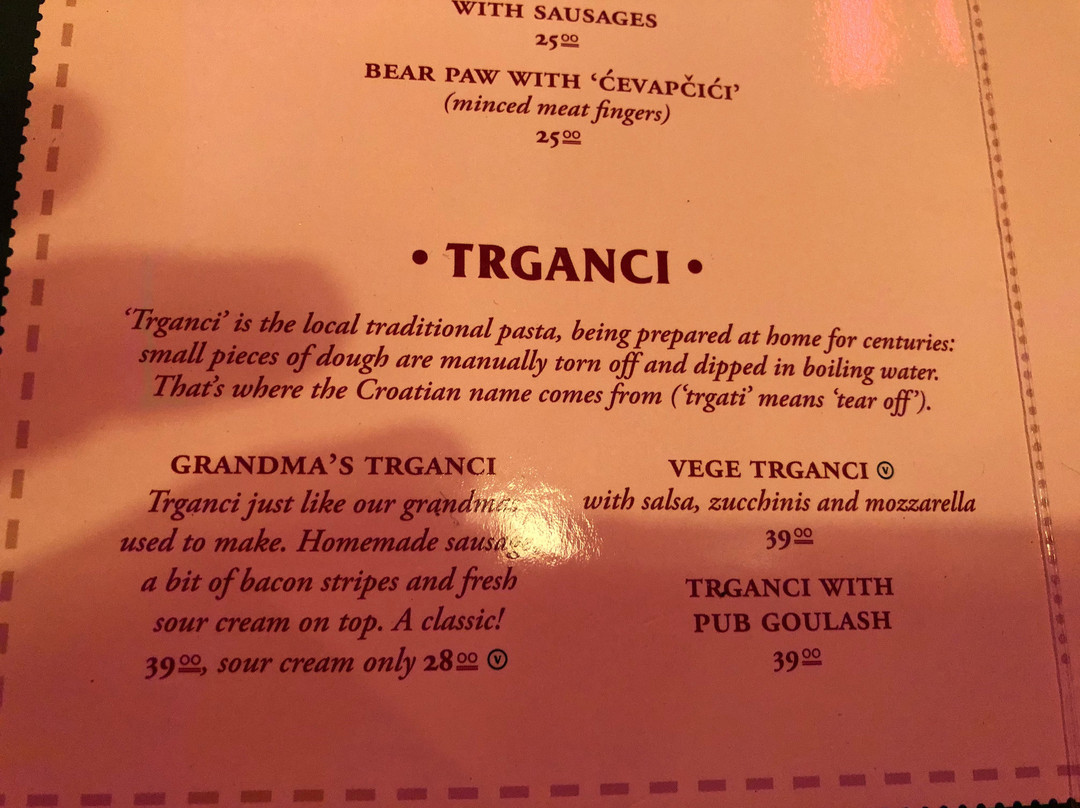 WITH SAUSAGES
25⁰⁰
BEAR PAW WITH ‘ĆEVAPČIĆI’
(minced meat fingers)
25⁰⁰
• TRGANCI •
‘Trganci’ is the local traditional pasta, being prepared at home for centuries:
small pieces of dough are manually torn off and dipped in boiling water.
That’s where the Croatian name comes from (‘trgati’ means ‘tear off’).
GRANDMA’S TRGANCI
Trganci just like our
used to make. Homemade
a bit of bacon stripes and fresh
sour cream on top. A classic!
39⁰⁰, sour cream only 28⁰⁰ Ⓥ
VEGE TRGANCI Ⓥ
with salsa, zucchinis and mozzarella
39⁰⁰
TRGANCI WITH
PUB GOULASH
39⁰⁰